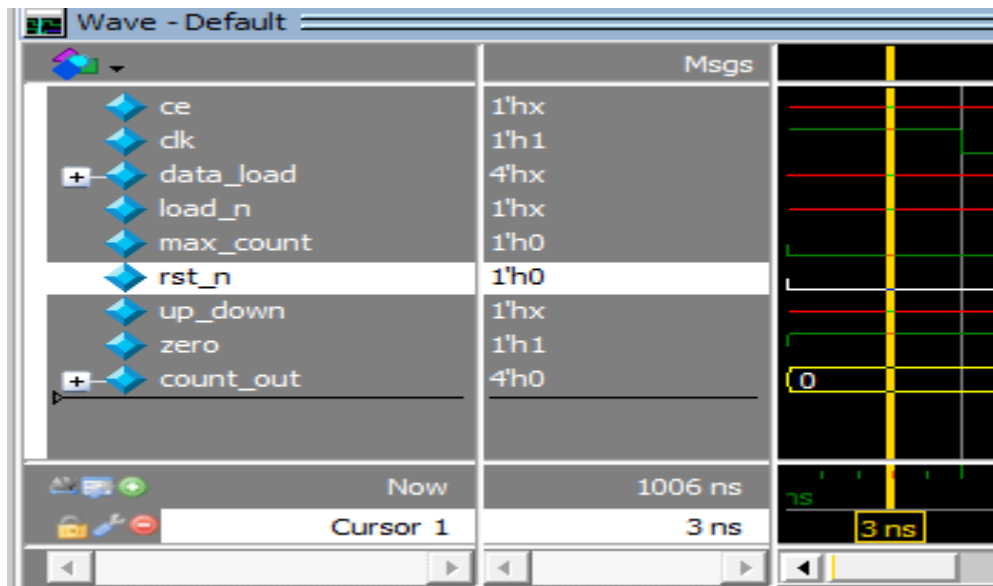 Wave - Default
Msgs
ce 1'hx
clk 1'h1
data_load 4'hx
load_n 1'hx
max_count 1'h0
rst_n 1'h0
up_down 1'hx
zero 1'h1
count_out 4'h0 0
Now 1006 ns ns
Cursor 1 3 ns 3 ns